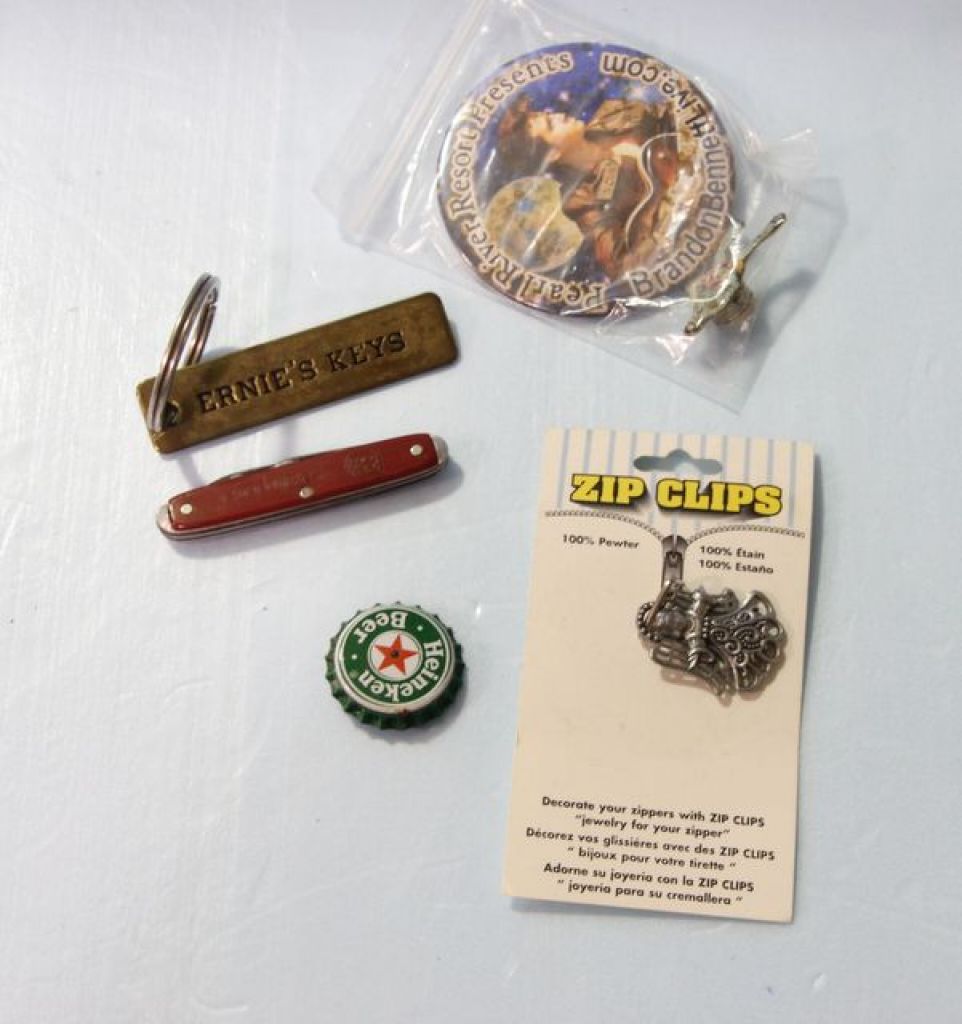 Pearl River Resort Presents
BrandonBennettLive.com
ERNIE'S KEYS
Heineken
Beer
ZIP CLIPS
100% Pewter
100% Étain
100% Estaño
Decorate your zippers with ZIP CLIPS
"jewelry for your zipper"
Décorez vos glissiéres avec des ZIP CLIPS
" bijoux pour votre tirette "
Adorne su joyeria con la ZIP CLIPS
" joyeria para su cremallera "